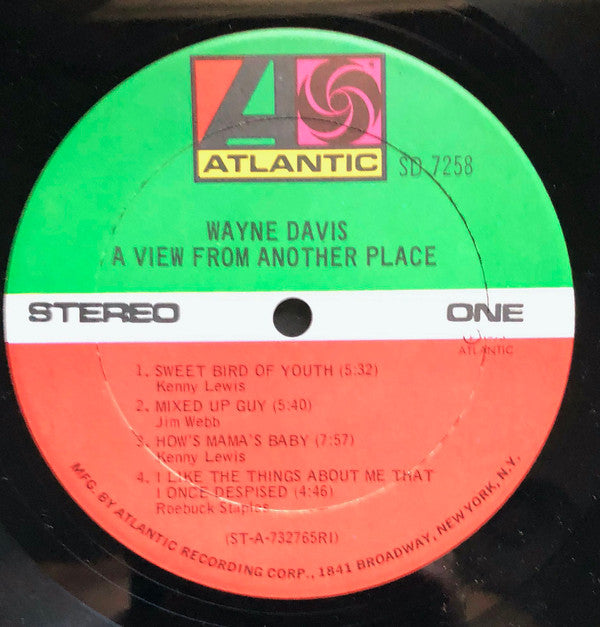 ATLANTIC
SD 7258
WAYNE DAVIS
A VIEW FROM ANOTHER PLACE
STEREO
ONE
ATLANTIC
1. SWEET BIRD OF YOUTH (5:32)
Kenny Lewis
2. MIXED UP GUY (5:40)
Jim Webb
3. HOW'S MAMA'S BABY (7:57)
Kenny Lewis
4. I LIKE THE THINGS ABOUT ME THAT
I ONCE DESPISED (4:46)
Roebuck Staples
(ST-A-732765RI)
MFG. BY ATLANTIC RECORDING CORP., 1841 BROADWAY, NEW YORK, N.Y.